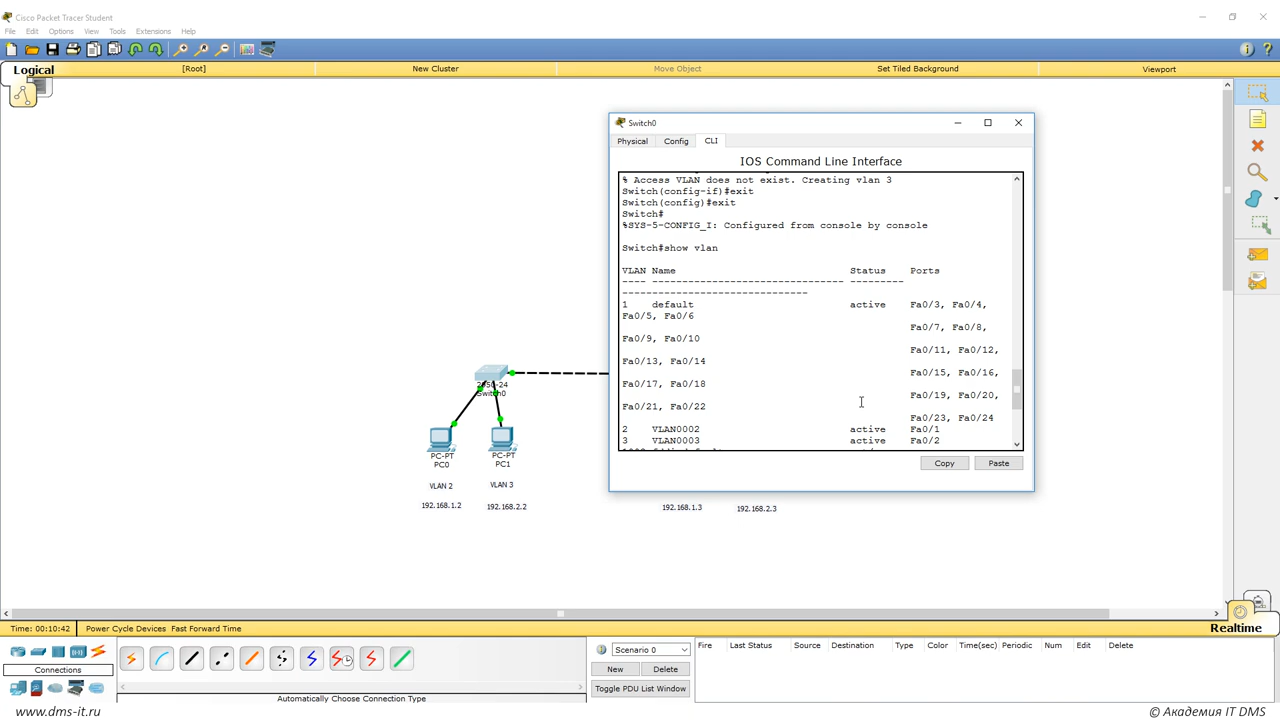 Cisco Packet Tracer Student
File Edit Options View Tools Extensions Help
Logical [Root] New Cluster Move Object Set Tiled Background Viewport
Switch0
Physical Config CLI
IOS Command Line Interface
% Access VLAN does not exist. Creating vlan 3
Switch(config-if)#exit
Switch(config)#exit
Switch#
%SYS-5-CONFIG_I: Configured from console by console
Switch#show vlan
VLAN Name Status Ports
---- -------------------------------- --------- 
-------------------------------
1 default active Fa0/3, Fa0/4,
Fa0/5, Fa0/6
Fa0/7, Fa0/8,
Fa0/9, Fa0/10
Fa0/11, Fa0/12,
Fa0/13, Fa0/14
Fa0/15, Fa0/16,
Fa0/17, Fa0/18
Fa0/19, Fa0/20,
Fa0/21, Fa0/22
Fa0/23, Fa0/24
2 VLAN0002 active Fa0/1
3 VLAN0003 active Fa0/2
Copy Paste
2950-24
Switch0
PC-PT
PC0
PC-PT
PC1
VLAN 2
VLAN 3
192.168.1.2
192.168.2.2
192.168.1.3
192.168.2.3
Time: 00:10:42 Power Cycle Devices Fast Forward Time
Realtime
Connections
Automatically Choose Connection Type
Scenario 0
New Delete
Toggle PDU List Window
Fire Last Status Source Destination Type Color Time(sec) Periodic Num Edit Delete
www.dms-it.ru
© Академия IT DMS